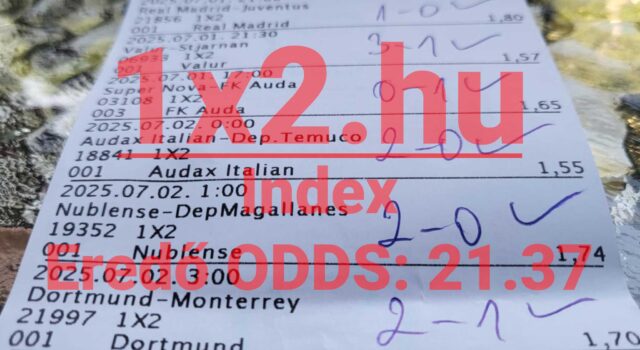 Real Madrid-Juventus
21856 1X2 1-0 ✓
001 Real Madrid 1,80
2025.07.01. 21:30
Valur-Stjarnan 3-1 ✓
06933 1X2 1,57
001 Valur
2025.07.01. 17:00
Super Nova-FK Auda 0-1 ✓
03108 1X2
003 FK Auda 1,65
2025.07.02. 0:00
Audax Italian-Dep.Temuco 2-0 ✓
18841 1X2
001 Audax Italian 1,55
2025.07.02. 1:00
Nublense-DepMagallanes 2-0 ✓
19352 1X2
001 Nublense 1,74
2025.07.02. 3:00
Dortmund-Monterrey 2-1 ✓
21997 1X2
001 Dortmund 1,70
1x2.hu
Index
Eredő ODDS: 21.37